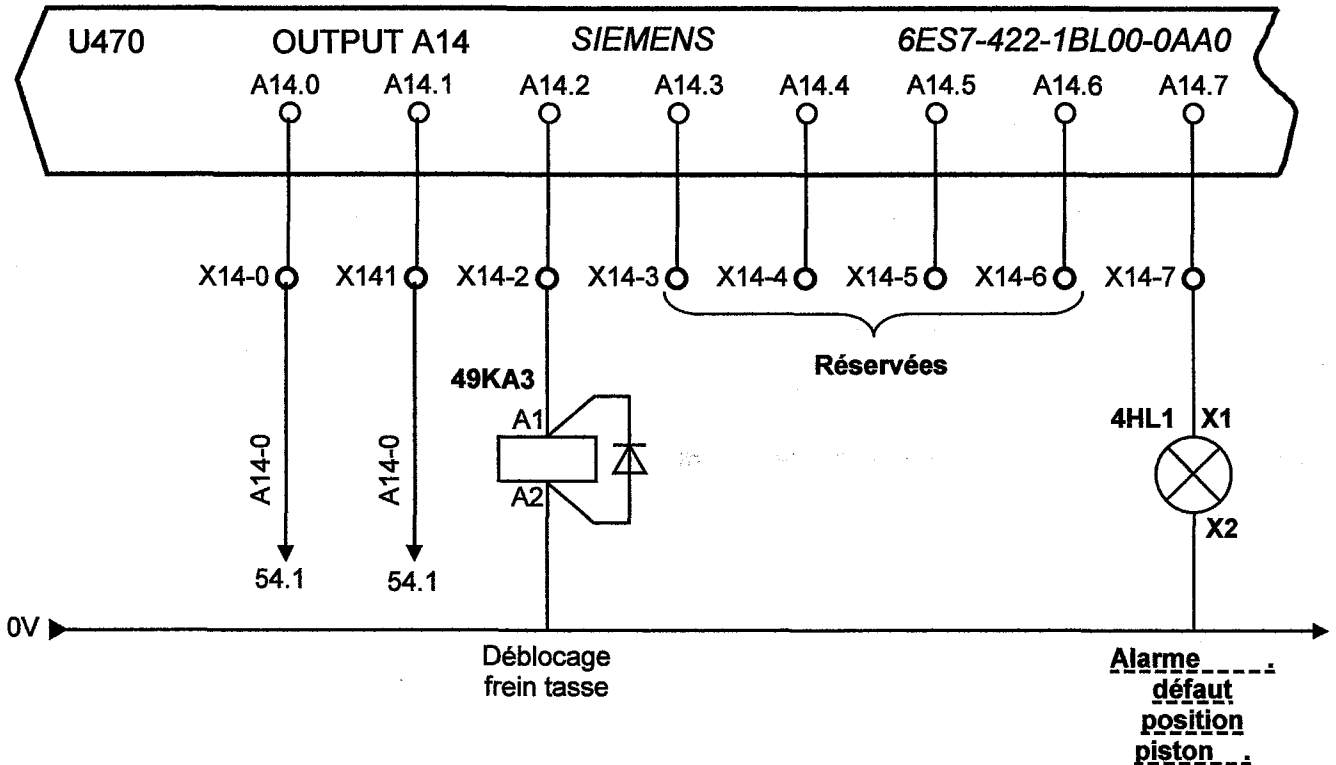 U470 OUTPUT A14 SIEMENS 6ES7-422-1BL00-0AA0
A14.0 A14.1 A14.2 A14.3 A14.4 A14.5 A14.6 A14.7
X14-0 X141 X14-2 X14-3 X14-4 X14-5 X14-6 X14-7
Réservées
49KA3
A1
A2
4HL1 X1
X2
A14-0 A14-0
54.1 54.1
0V
Déblocage
frein tasse
Alarme .
défaut
position
piston .